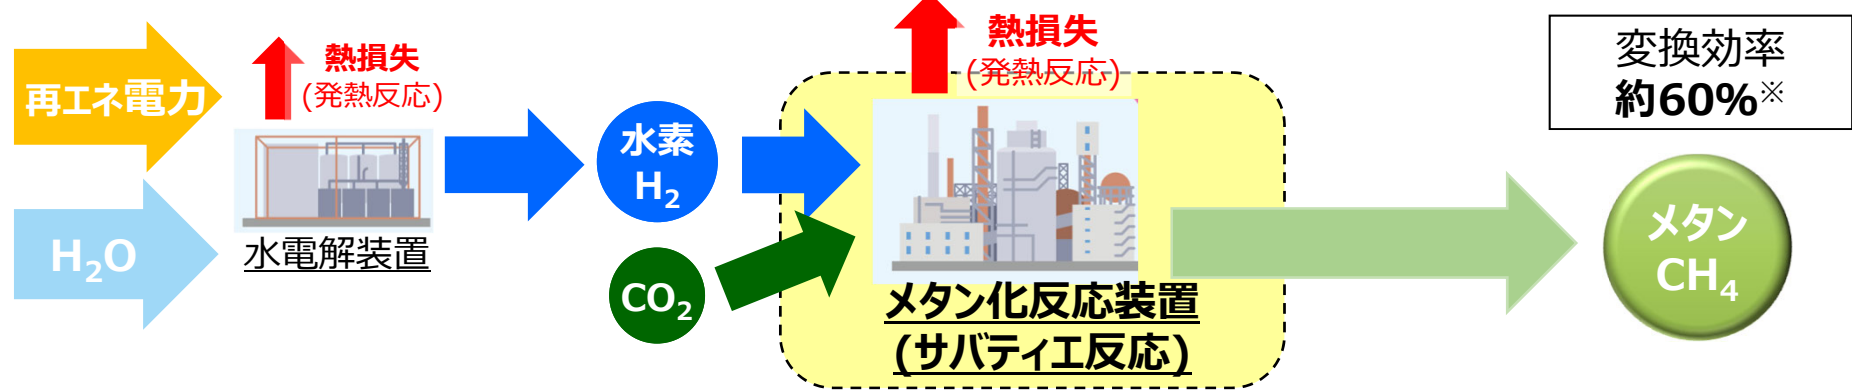 再エネ電力
H₂O
熱損失
(発熱反応)
水電解装置
水素
H₂
CO₂
熱損失
(発熱反応)
メタン化反応装置
(サバティエ反応)
変換効率
約60%※
メタン
CH₄